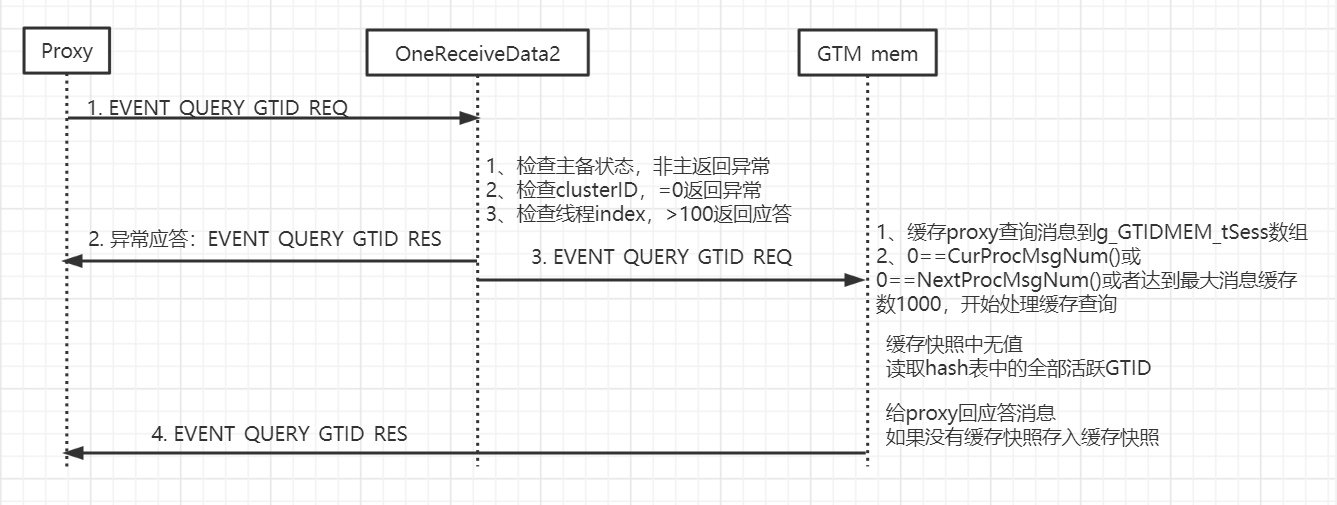 Proxy
OneReceiveData2
GTM mem
1. EVENT QUERY GTID REQ
1、检查主备状态，非主返回异常
2、检查clusterID，=0返回异常
3、检查线程index，>100返回应答
2. 异常应答：EVENT QUERY GTID RES
3. EVENT QUERY GTID REQ
1、缓存proxy查询消息到g_GTIDMEM_tSess数组
2、0==CurProcMsgNum()或
0==NextProcMsgNum()或者达到最大消息缓存
数1000，开始处理缓存查询
缓存快照中无值
读取hash表中的全部活跃GTID
给proxy回应答消息
如果没有缓存快照存入缓存快照
4. EVENT QUERY GTID RES